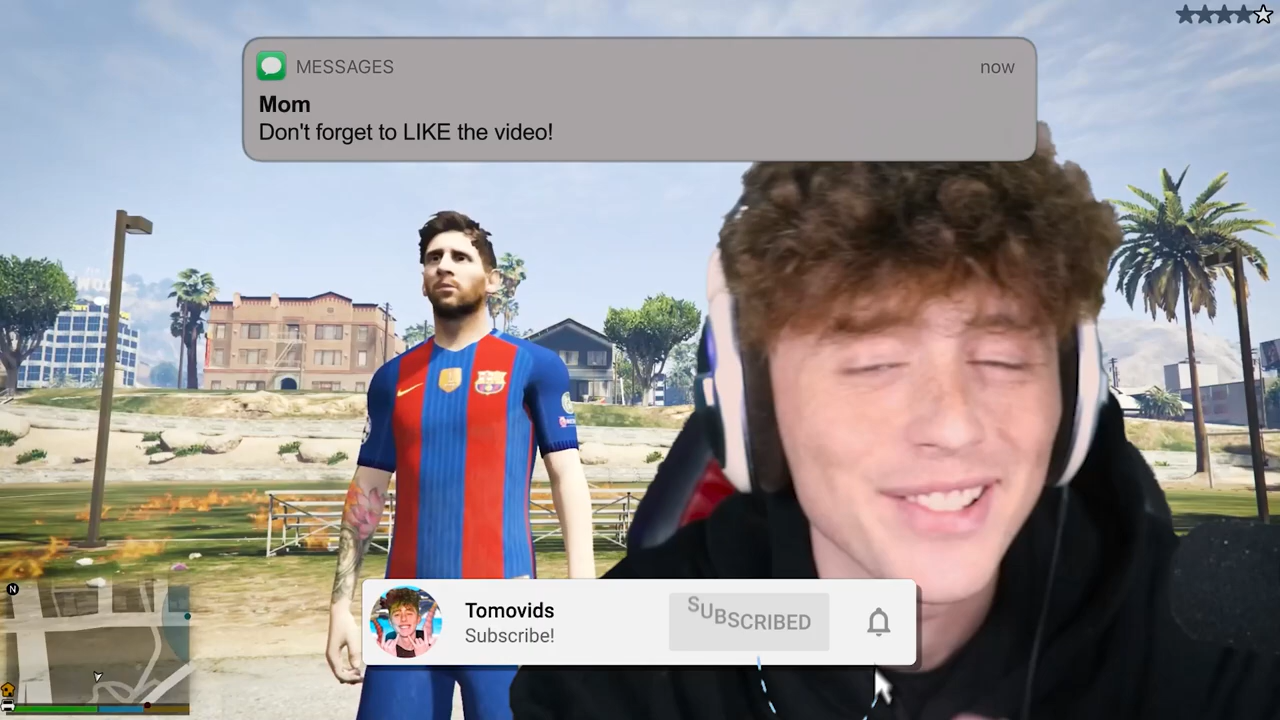 MESSAGES
now
Mom
Don't forget to LIKE the video!
Tomovids
Subscribe!
SUBSCRIBED
N